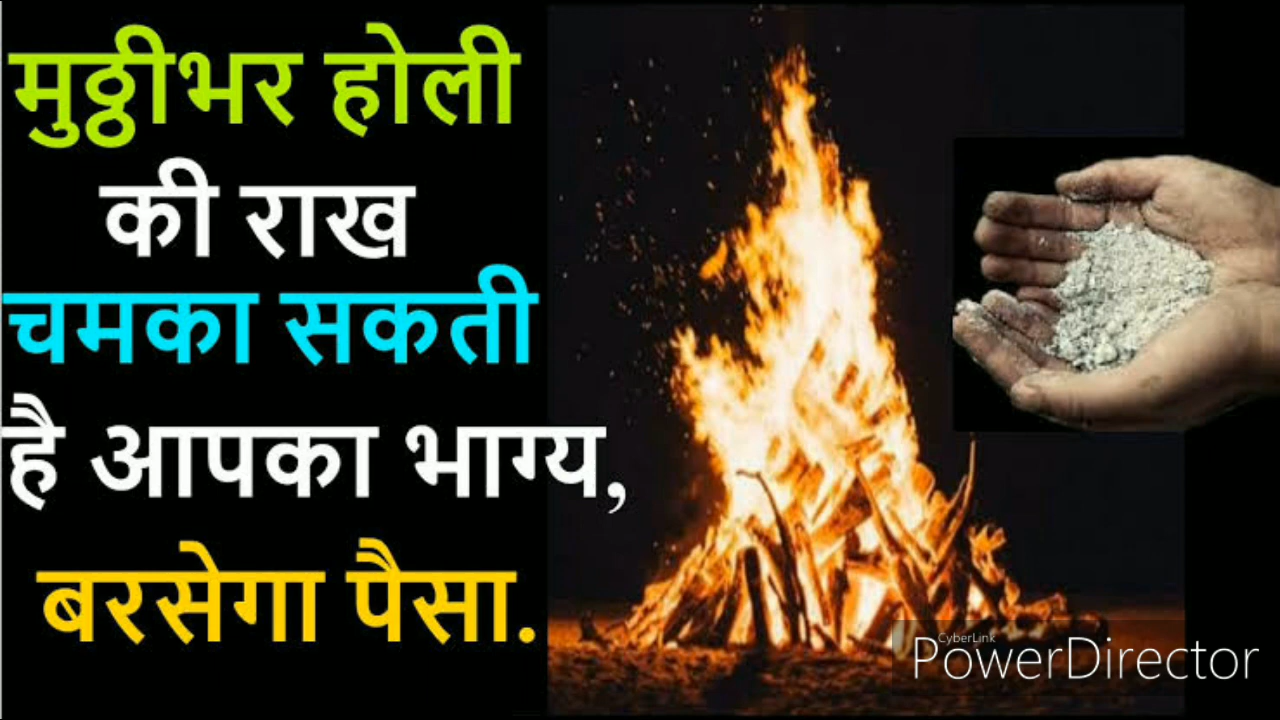 मुठ्ठीभर होली
की राख
चमका सकती
है आपका भाग्य,
बरसेगा पैसा.
CyberLink
PowerDirector